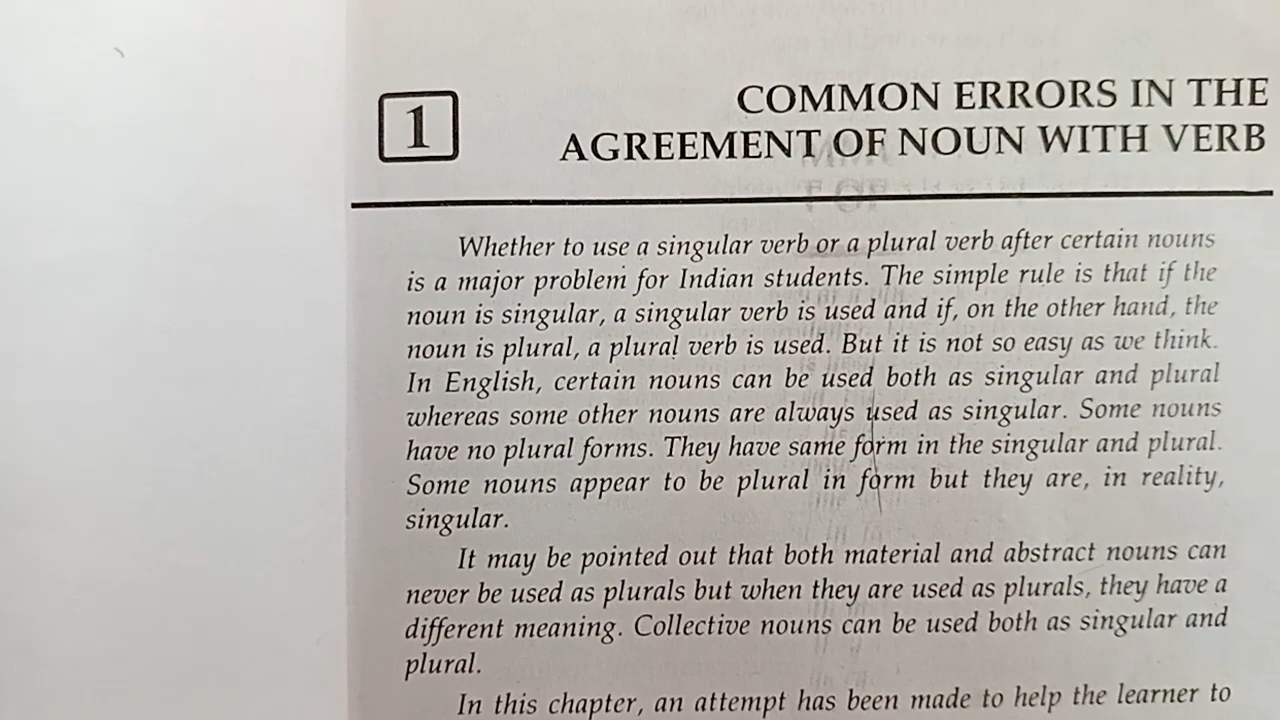 1
COMMON ERRORS IN THE
AGREEMENT OF NOUN WITH VERB
Whether to use a singular verb or a plural verb after certain nouns
is a major problem for Indian students. The simple rule is that if the
noun is singular, a singular verb is used and if, on the other hand, the
noun is plural, a plural verb is used. But it is not so easy as we think.
In English, certain nouns can be used both as singular and plural
whereas some other nouns are always used as singular. Some nouns
have no plural forms. They have same form in the singular and plural.
Some nouns appear to be plural in form but they are, in reality,
singular.
It may be pointed out that both material and abstract nouns can
never be used as plurals but when they are used as plurals, they have a
different meaning. Collective nouns can be used both as singular and
plural.
In this chapter, an attempt has been made to help the learner to